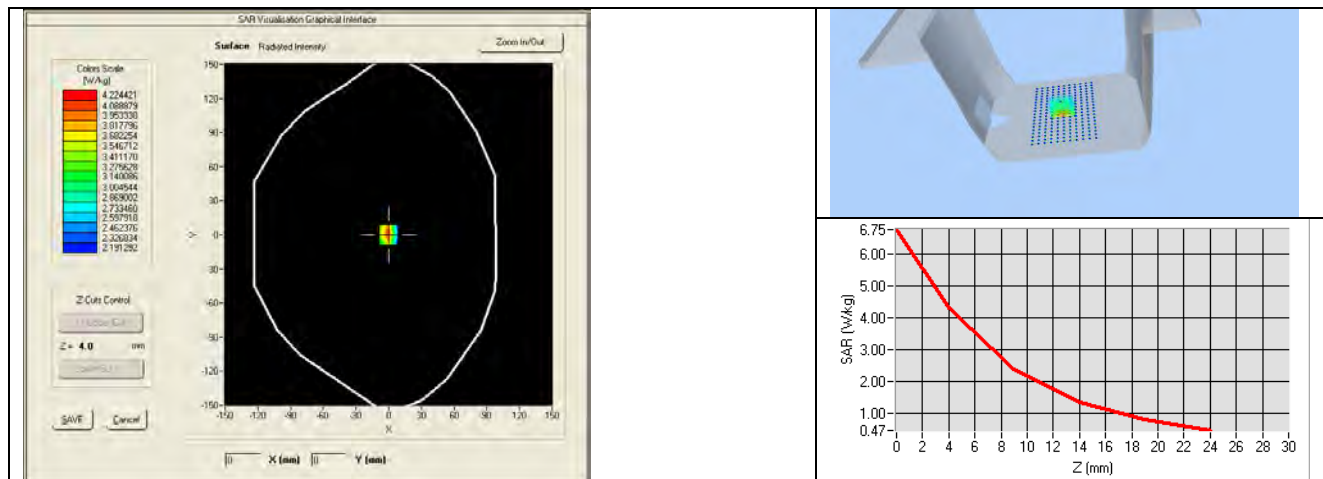 SAR Visualisation Graphical Interface
Surface Radiated Intensity
Zoom In/Out
Colors Scale
[W/kg]
4.224421
4.088879
3.953338
3.817796
3.682254
3.546712
3.411170
3.275628
3.140086
3.004544
2.869002
2.733460
2.597918
2.462376
2.326834
2.191292
150
120
90
60
30
0
-30
-60
-90
-120
-150
Y
-150 -120 -90 -60 -30 0 30 60 90 120 150
X
Z Cuts Control
Z = 4.0 mm
SAVE Cancel
0 X (mm) 0 Y (mm)
6.75
6.00
5.00
4.00
3.00
2.00
1.00
0.47
SAR (W/kg)
0 2 4 6 8 10 12 14 16 18 20 22 24 26 28 30
Z (mm)